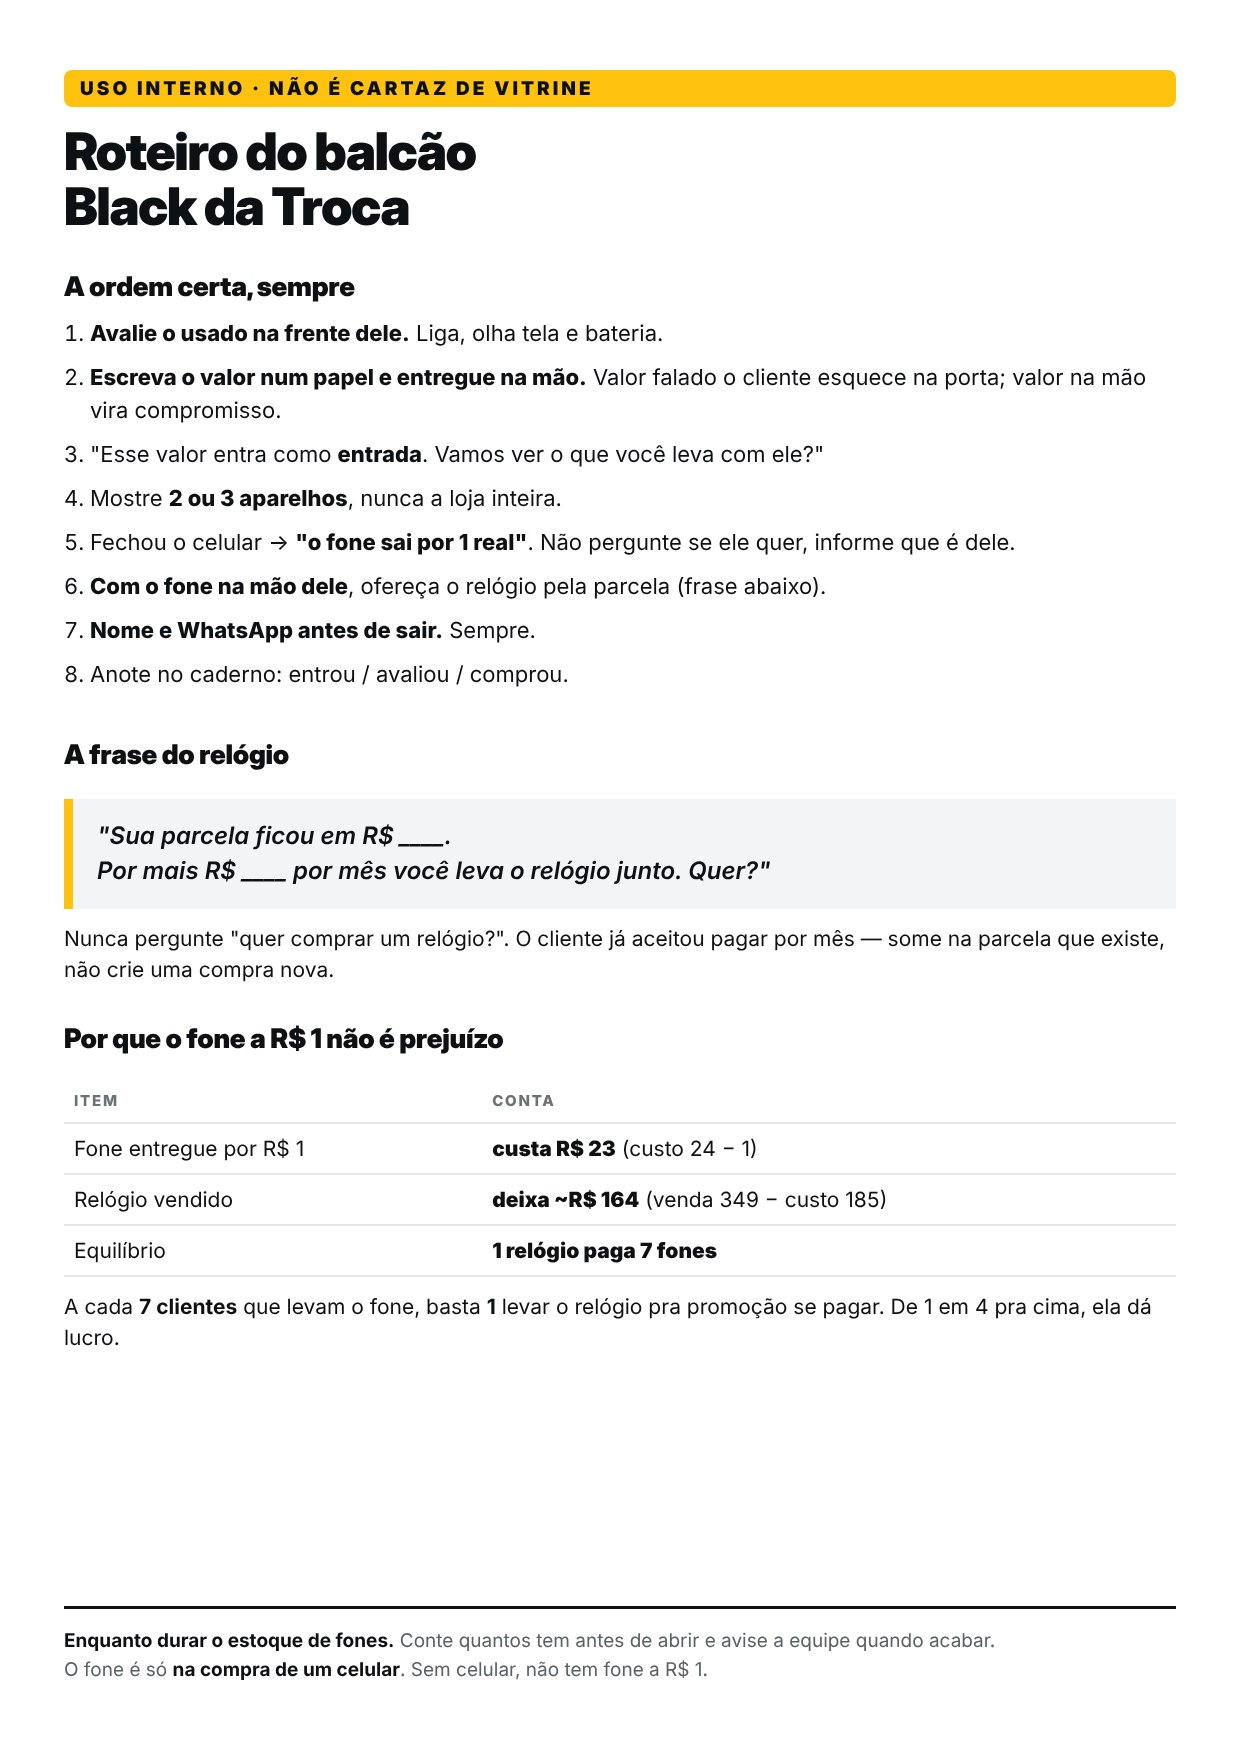 USO INTERNO · NÃO É CARTAZ DE VITRINE
Roteiro do balcão
Black da Troca
A ordem certa, sempre
1. Avalie o usado na frente dele. Liga, olha tela e bateria.
2. Escreva o valor num papel e entregue na mão. Valor falado o cliente esquece na porta; valor na mão
vira compromisso.
3. "Esse valor entra como entrada. Vamos ver o que você leva com ele?"
4. Mostre 2 ou 3 aparelhos, nunca a loja inteira.
5. Fechou o celular → "o fone sai por 1 real". Não pergunte se ele quer, informe que é dele.
6. Com o fone na mão dele, ofereça o relógio pela parcela (frase abaixo).
7. Nome e WhatsApp antes de sair. Sempre.
8. Anote no caderno: entrou / avaliou / comprou.
A frase do relógio
"Sua parcela ficou em R$ ____.
Por mais R$ ____ por mês você leva o relógio junto. Quer?"
Nunca pergunte "quer comprar um relógio?". O cliente já aceitou pagar por mês — some na parcela que existe,
não crie uma compra nova.
Por que o fone a R$ 1 não é prejuízo
ITEM CONTA
Fone entregue por R$ 1 custa R$ 23 (custo 24 − 1)
Relógio vendido deixa ~R$ 164 (venda 349 − custo 185)
Equilíbrio 1 relógio paga 7 fones
A cada 7 clientes que levam o fone, basta 1 levar o relógio pra promoção se pagar. De 1 em 4 pra cima, ela dá
lucro.
Enquanto durar o estoque de fones. Conte quantos tem antes de abrir e avise a equipe quando acabar.
O fone é só na compra de um celular. Sem celular, não tem fone a R$ 1.